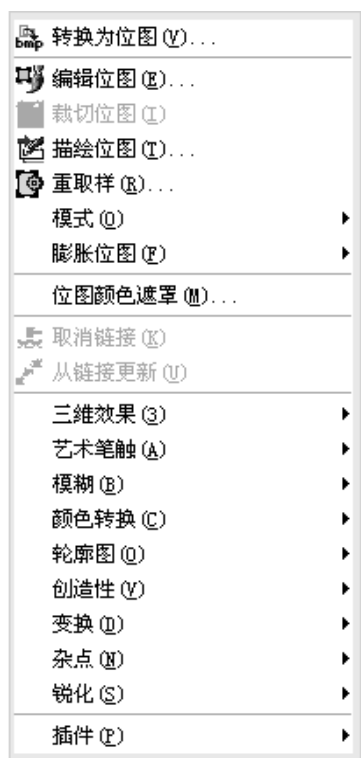 bmp 转换为位图(V)...
编辑位图(E)...
裁切位图(I)
描绘位图(T)...
重取样(R)...
模式(O)
膨胀位图(F)
位图颜色遮罩(M)...
取消链接(K)
从链接更新(U)
三维效果(3)
艺术笔触(A)
模糊(B)
颜色转换(C)
轮廓图(O)
创造性(V)
变换(D)
杂点(N)
锐化(S)
插件(P)